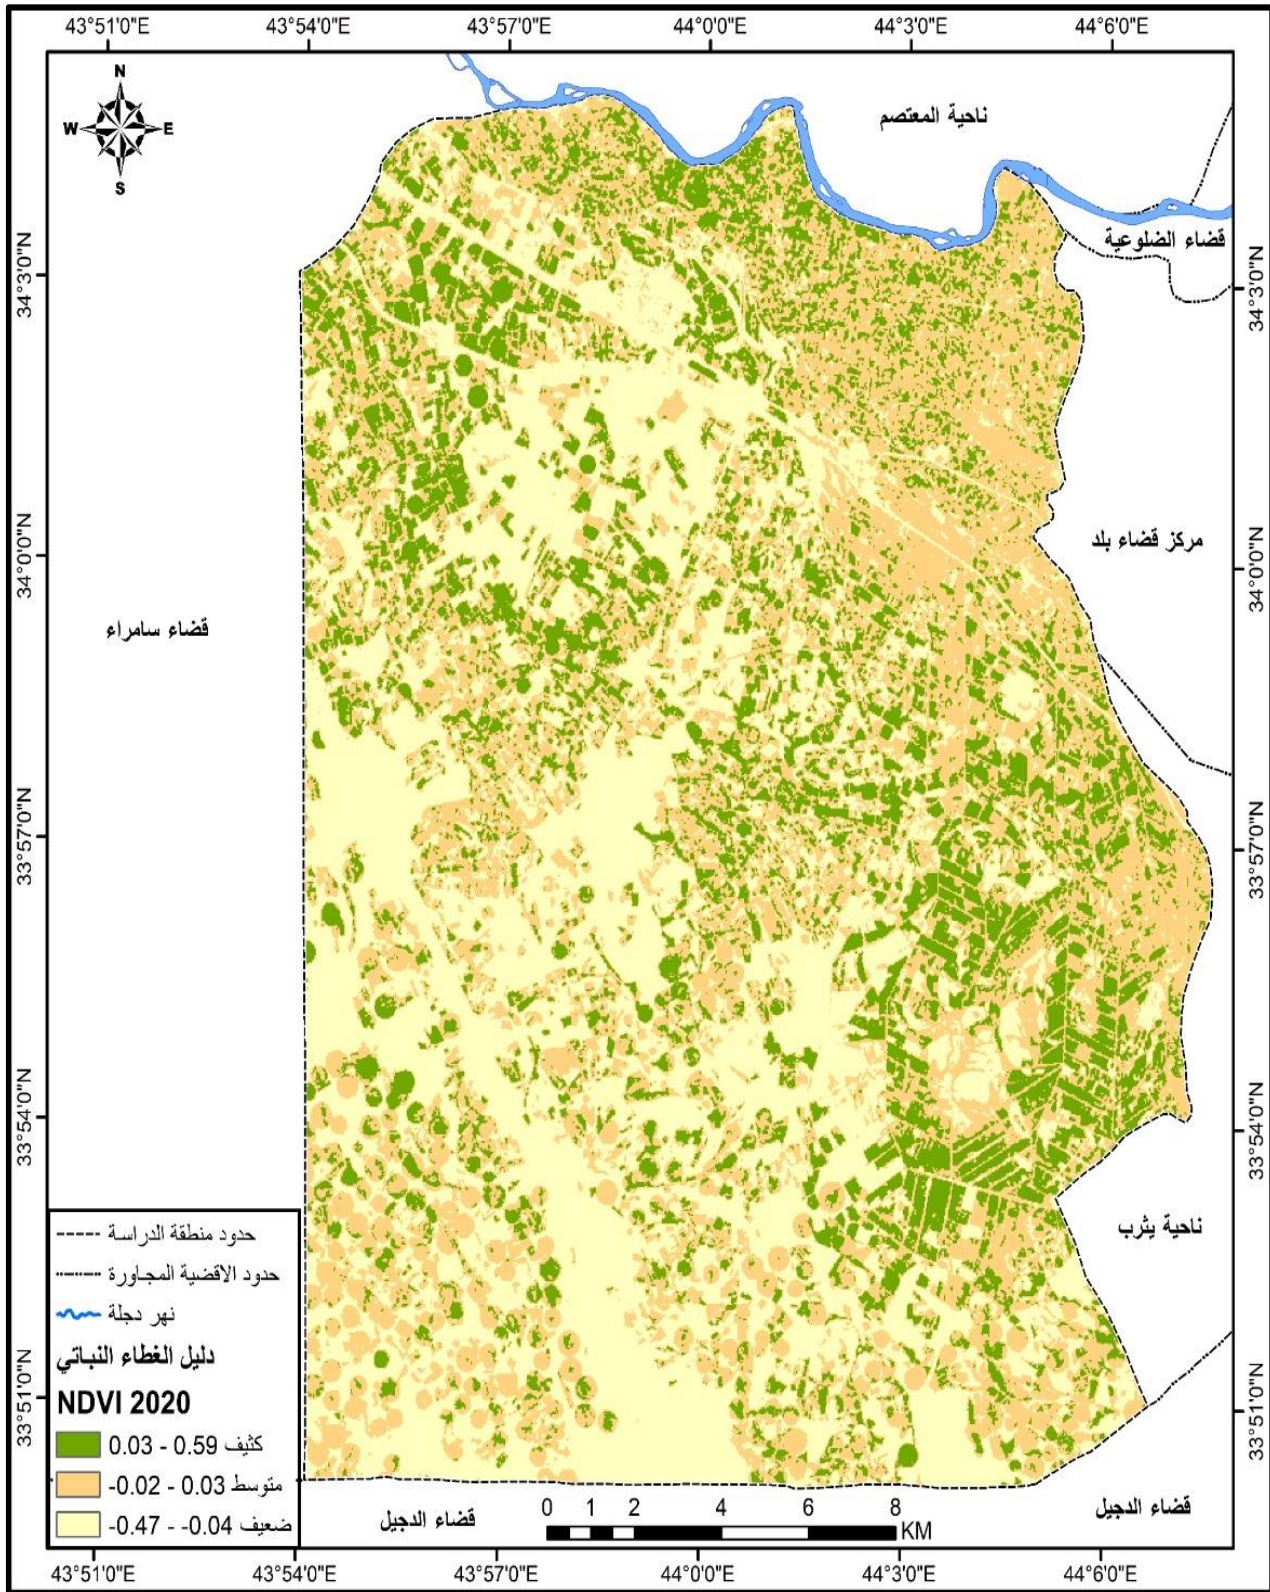 43°51'0"E 43°54'0"E 43°57'0"E 44°0'0"E 44°3'0"E 44°6'0"E
N
W E
S
ناحية المعتصم
قضاء الضلوعية
34°3'0"N 34°3'0"N
34°0'0"N 34°0'0"N
مركز قضاء بلد
قضاء سامراء
33°57'0"N 33°57'0"N
33°54'0"N 33°54'0"N
ناحية يثرب
33°51'0"N 33°51'0"N
حدود منطقة الدراسة
حدود الاقضية المجاورة
نهر دجلة
دليل الغطاء النباتي
NDVI 2020
كثيف 0.59 - 0.03
متوسط 0.03 - 0.02-
ضعيف 0.04- - 0.47-
0 1 2 4 6 8
KM
قضاء الدجيل
قضاء الدجيل
43°51'0"E 43°54'0"E 43°57'0"E 44°0'0"E 44°3'0"E 44°6'0"E